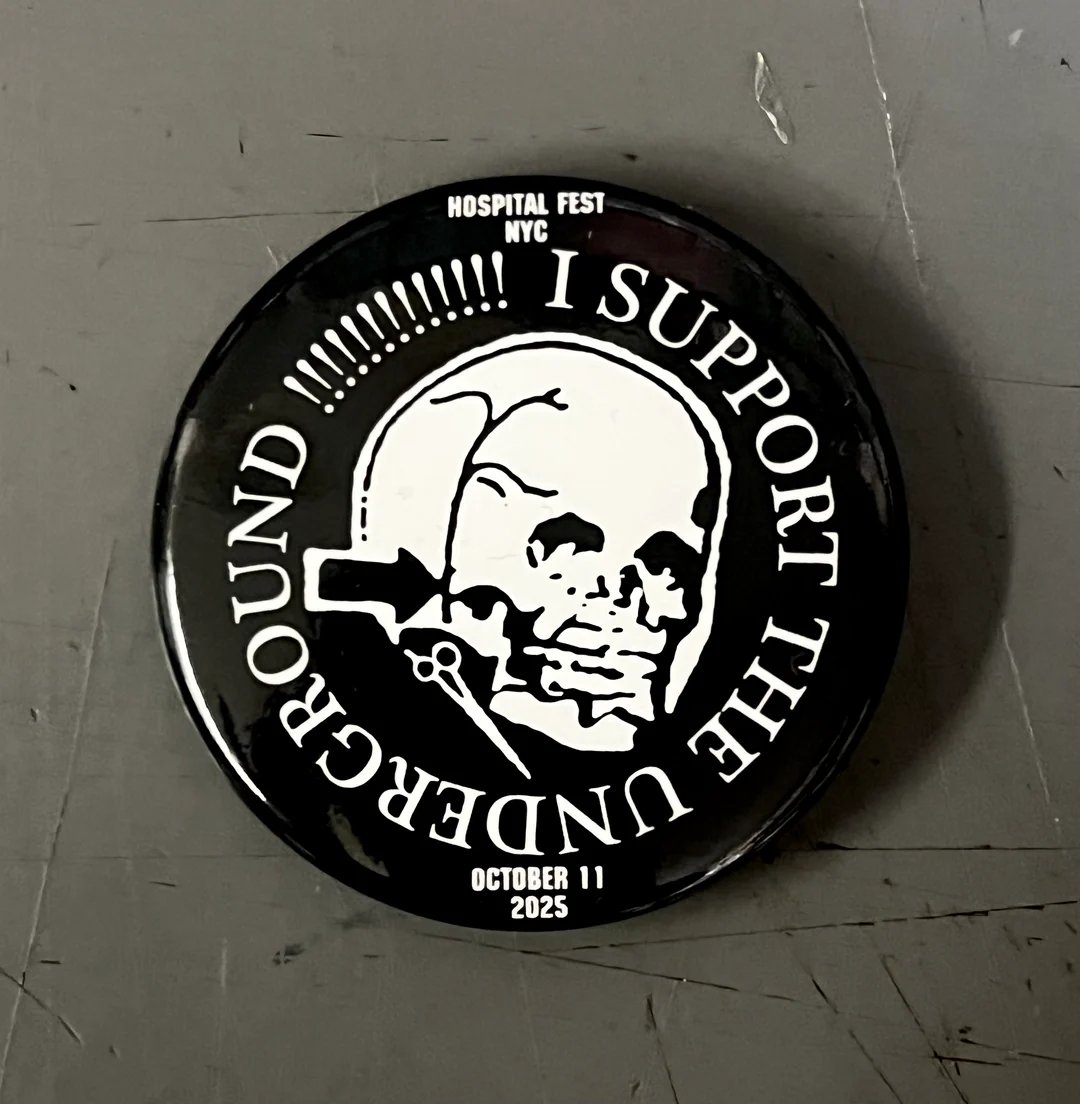 HOSPITAL FEST
NYC
I SUPPORT THE UNDERGROUND !!!!!!!!!!!!!
OCTOBER 11
2025